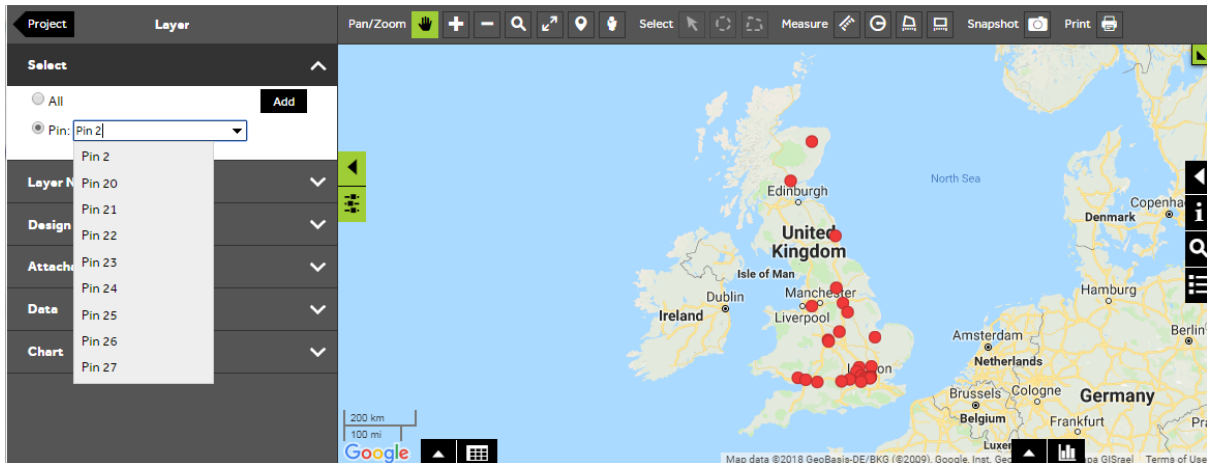 Project Layer Pan/Zoom Select Measure Snapshot Print
Select
All Add
Pin: Pin 2
Pin 2
Pin 20
Pin 21
Pin 22
Pin 23
Pin 24
Pin 25
Pin 26
Pin 27
Layer N
Design
Attach
Data
Chart
North Sea
Edinburgh
United
Kingdom
Isle of Man
Dublin
Manchester
Ireland
Liverpool
Denmark
Copenha
Hamburg
Amsterdam
Berlin
Netherlands
Brussels
Cologne
Germany
Belgium
Frankfurt
200 km
100 mi
Google
Map data ©2018 GeoBasis-DE/BKG (©2009), Google, Inst. Geo
Terms of Use